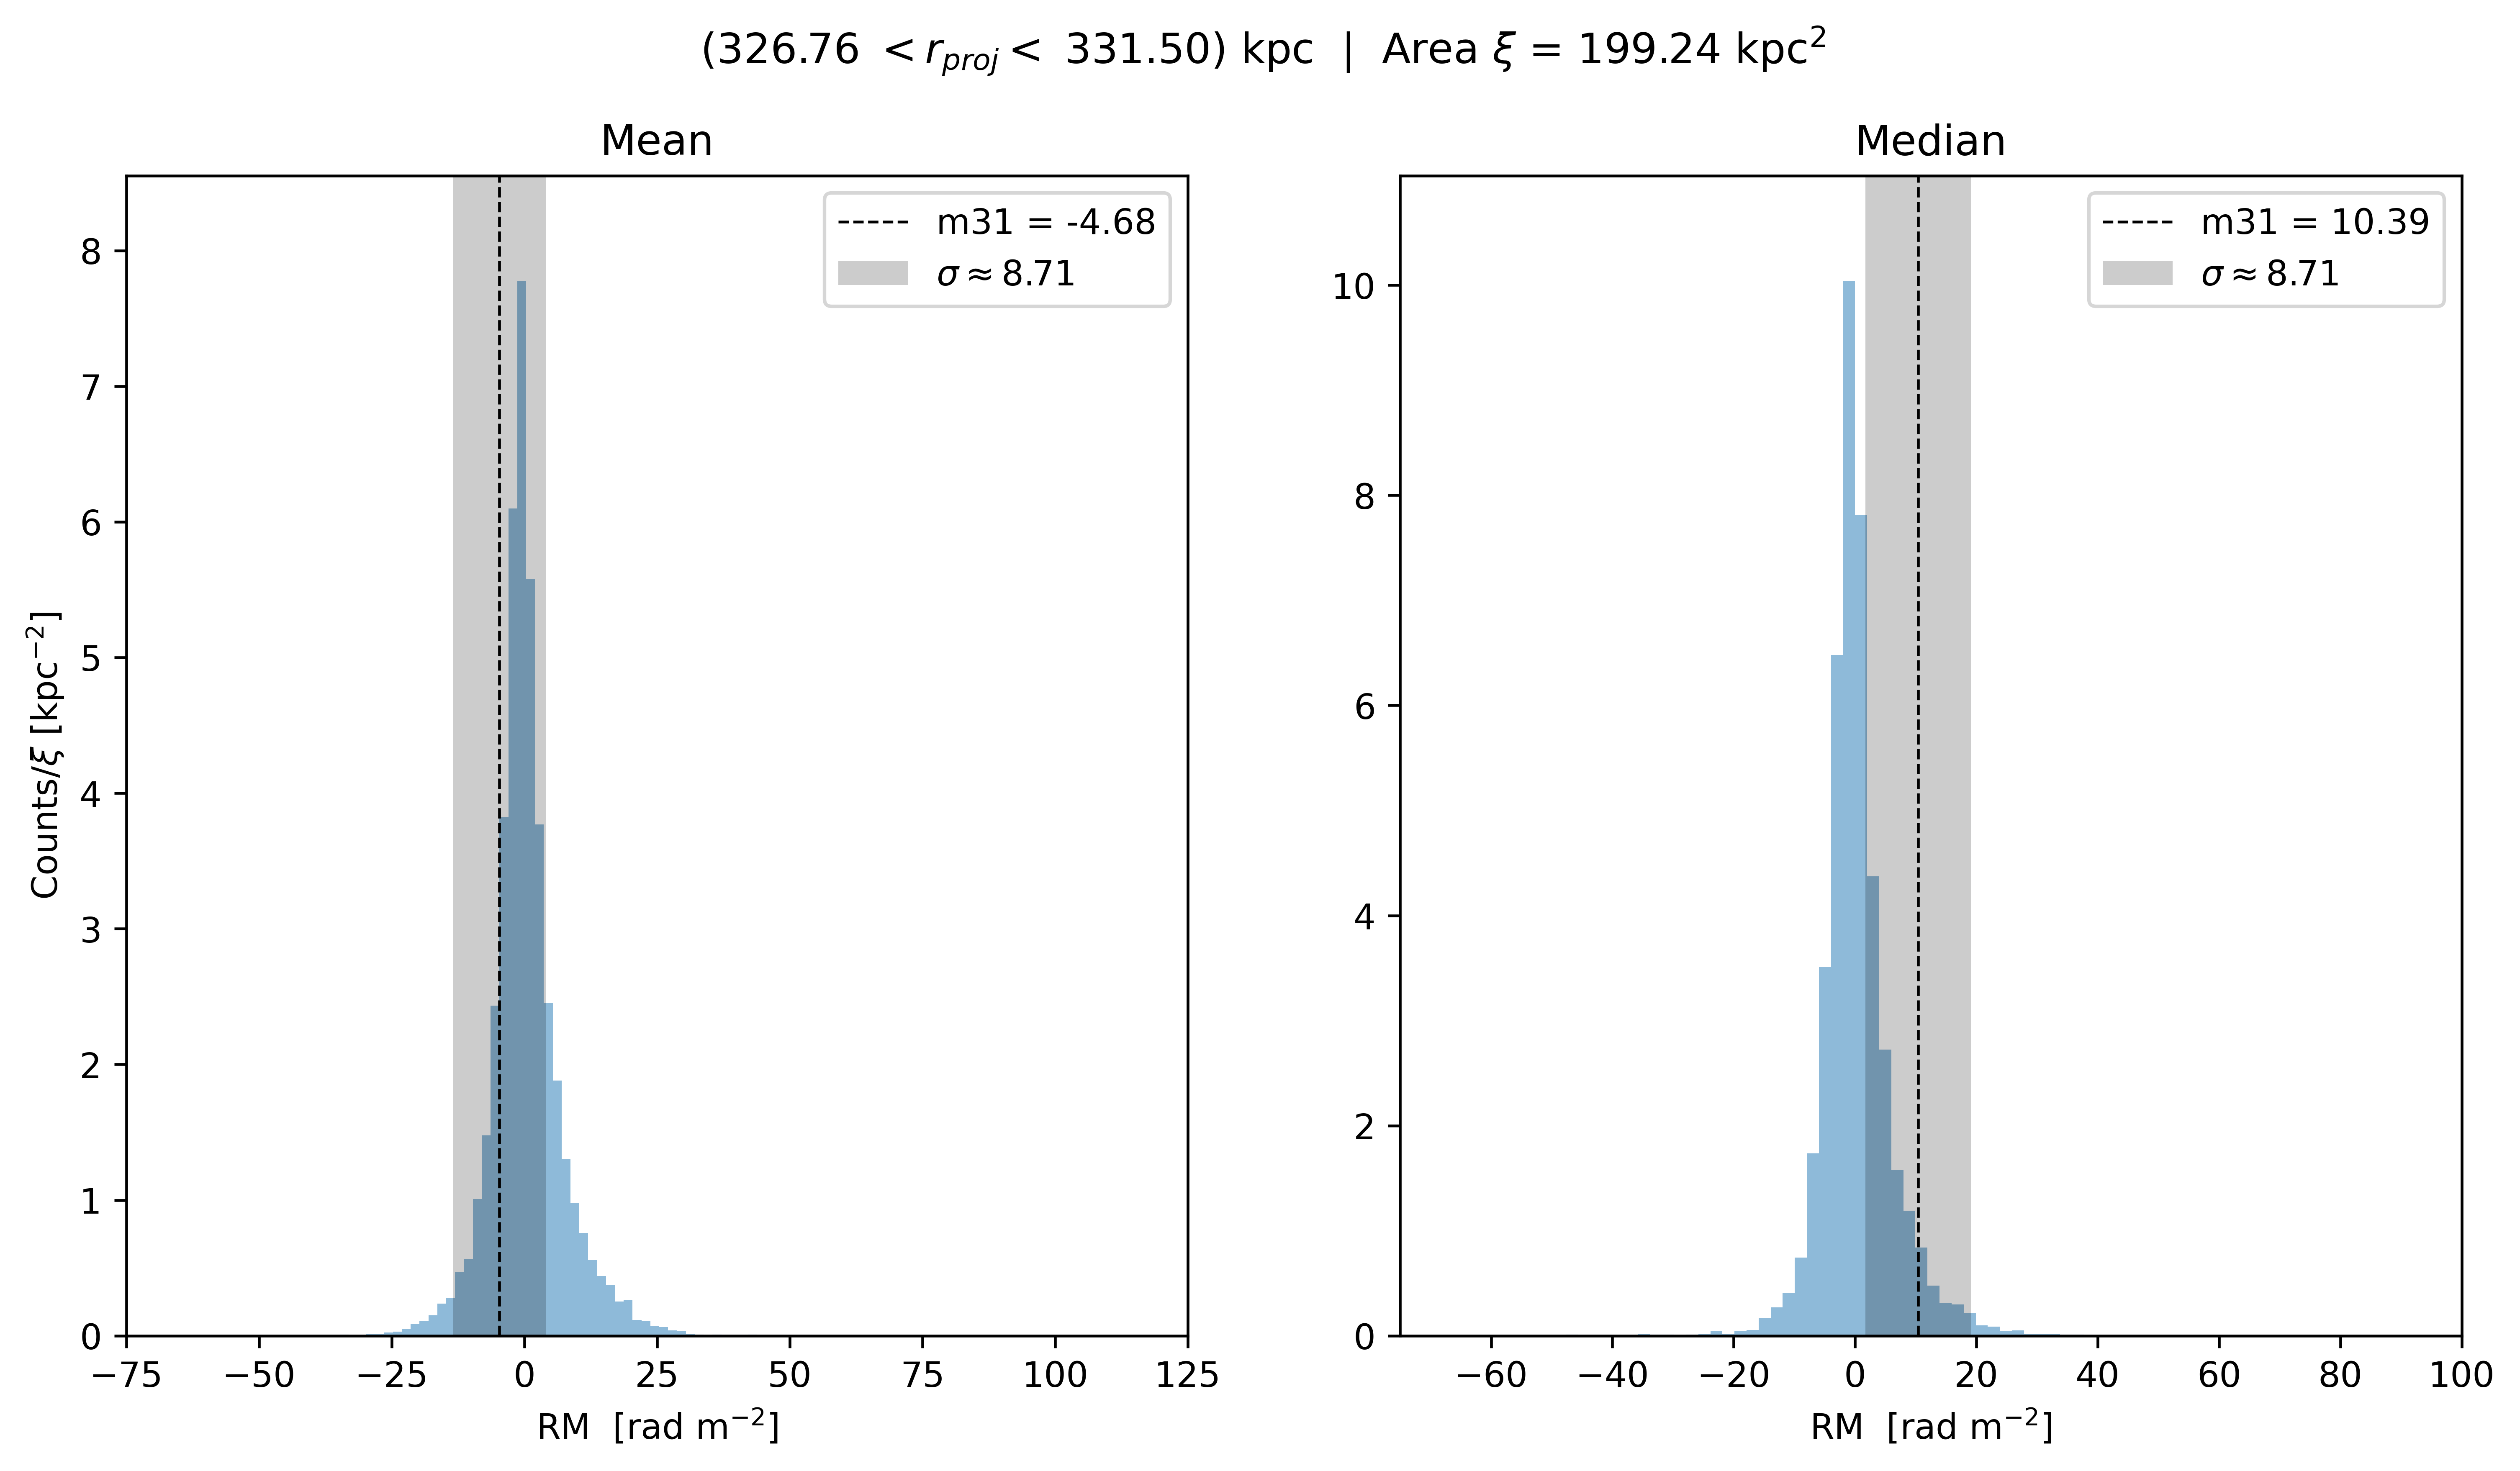 (326.76 < r_proj < 331.50) kpc | Area ξ = 199.24 kpc²
Mean
m31 = -4.68
σ ≈ 8.71
Counts/ξ [kpc⁻²]
8
7
6
5
4
3
2
1
0
−75 −50 −25 0 25 50 75 100 125
RM [rad m⁻²]
Median
m31 = 10.39
σ ≈ 8.71
10
8
6
4
2
0
−60 −40 −20 0 20 40 60 80 100
RM [rad m⁻²]